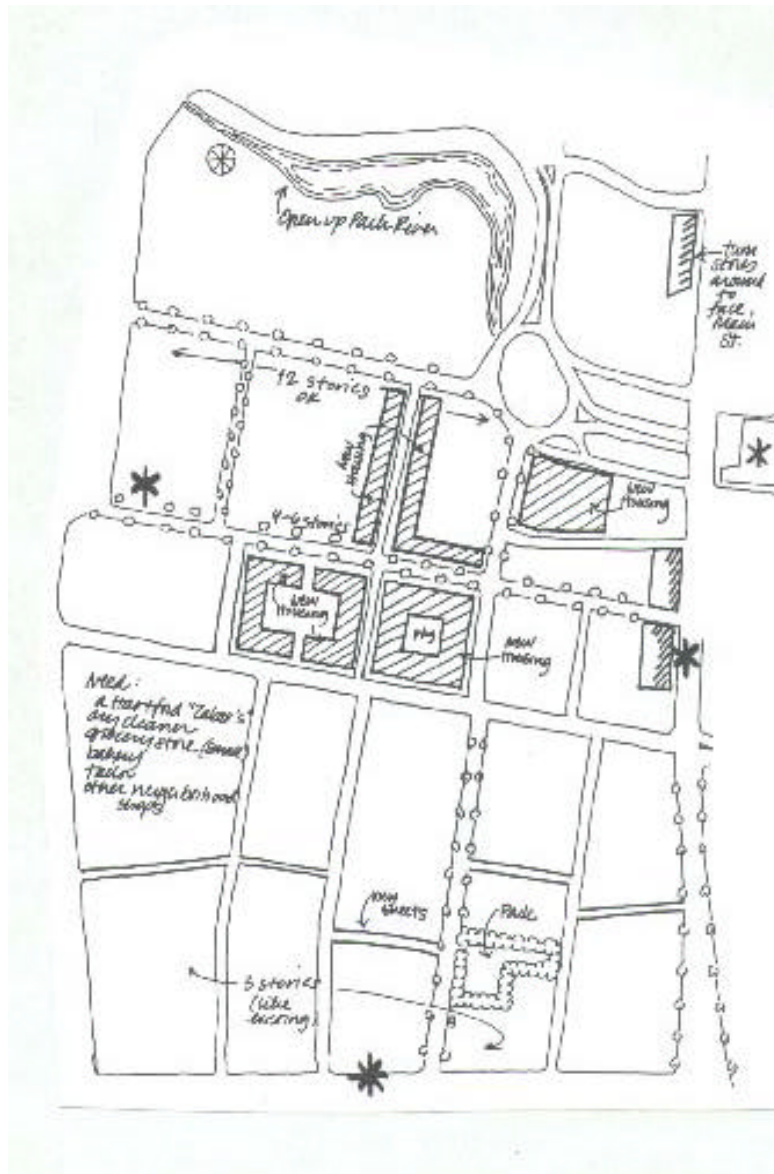 Open up Park River
turn
stores
around
to
face
Main
St.
12 stories
OK
New
Housing
New
Housing
4-6 stories
New
Housing
pkg
New
Housing
Need:
a Hartford "Zabar's"
dry cleaner
grocery store (small)
bakery
tailor
other neighborhood
shops
new
streets
Park
3 stories
(like
existing)